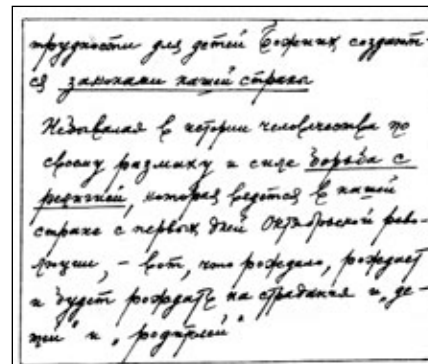 трудности для детей Божиих создают-
ся законами нашей страны
Небывалая в истории человечества по
своему размаху и силе борьба с
религией, которая ведется в нашей
стране с первых дней Октябрьской рево-
люции, – вот, что рождало, рождает
и будет рождать на страдания и „де-
тей" и „родителей"